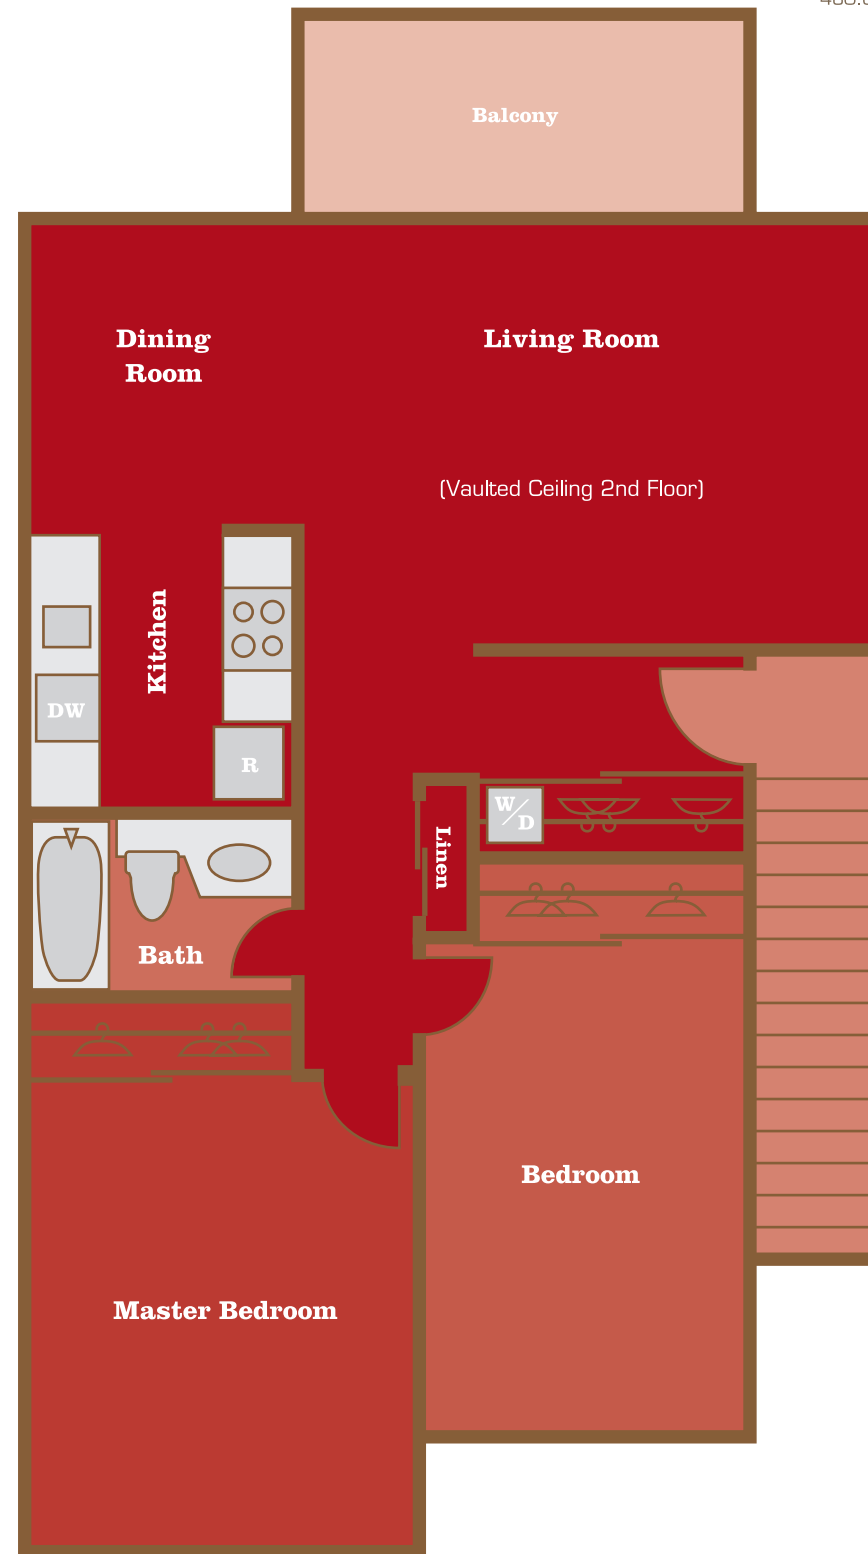 Balcony
Dining
Room
Living Room
(Vaulted Ceiling 2nd Floor)
Kitchen
DW
R
W/D
Linen
Bath
Bedroom
Master Bedroom